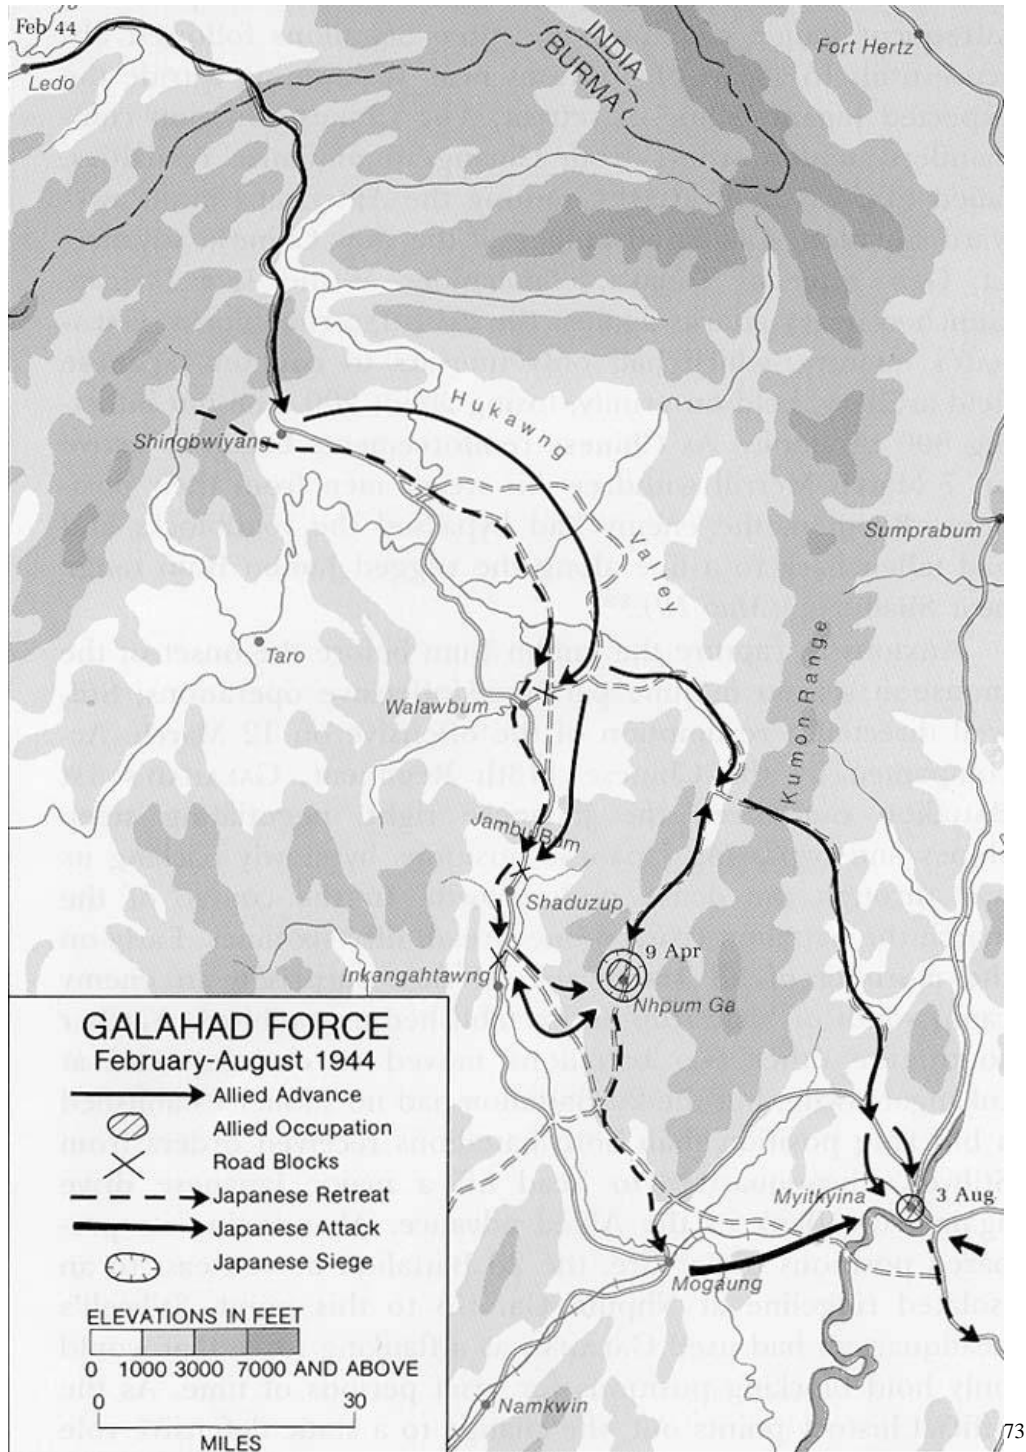 Feb 44
Ledo
INDIA
BURMA
Fort Hertz
Hukawng
Valley
Shingbwiyang
Sumprabum
Taro
Walawbum
Kumon Range
Jambu Bum
Shaduzup
Inkangahtawng
9 Apr
Nhpum Ga
GALAHAD FORCE
February-August 1944
Allied Advance
Allied Occupation
Road Blocks
Japanese Retreat
Japanese Attack
Japanese Siege
ELEVATIONS IN FEET
0 1000 3000 7000 AND ABOVE
0 30
MILES
Myitkyina
3 Aug
Mogaung
Namkwin
73